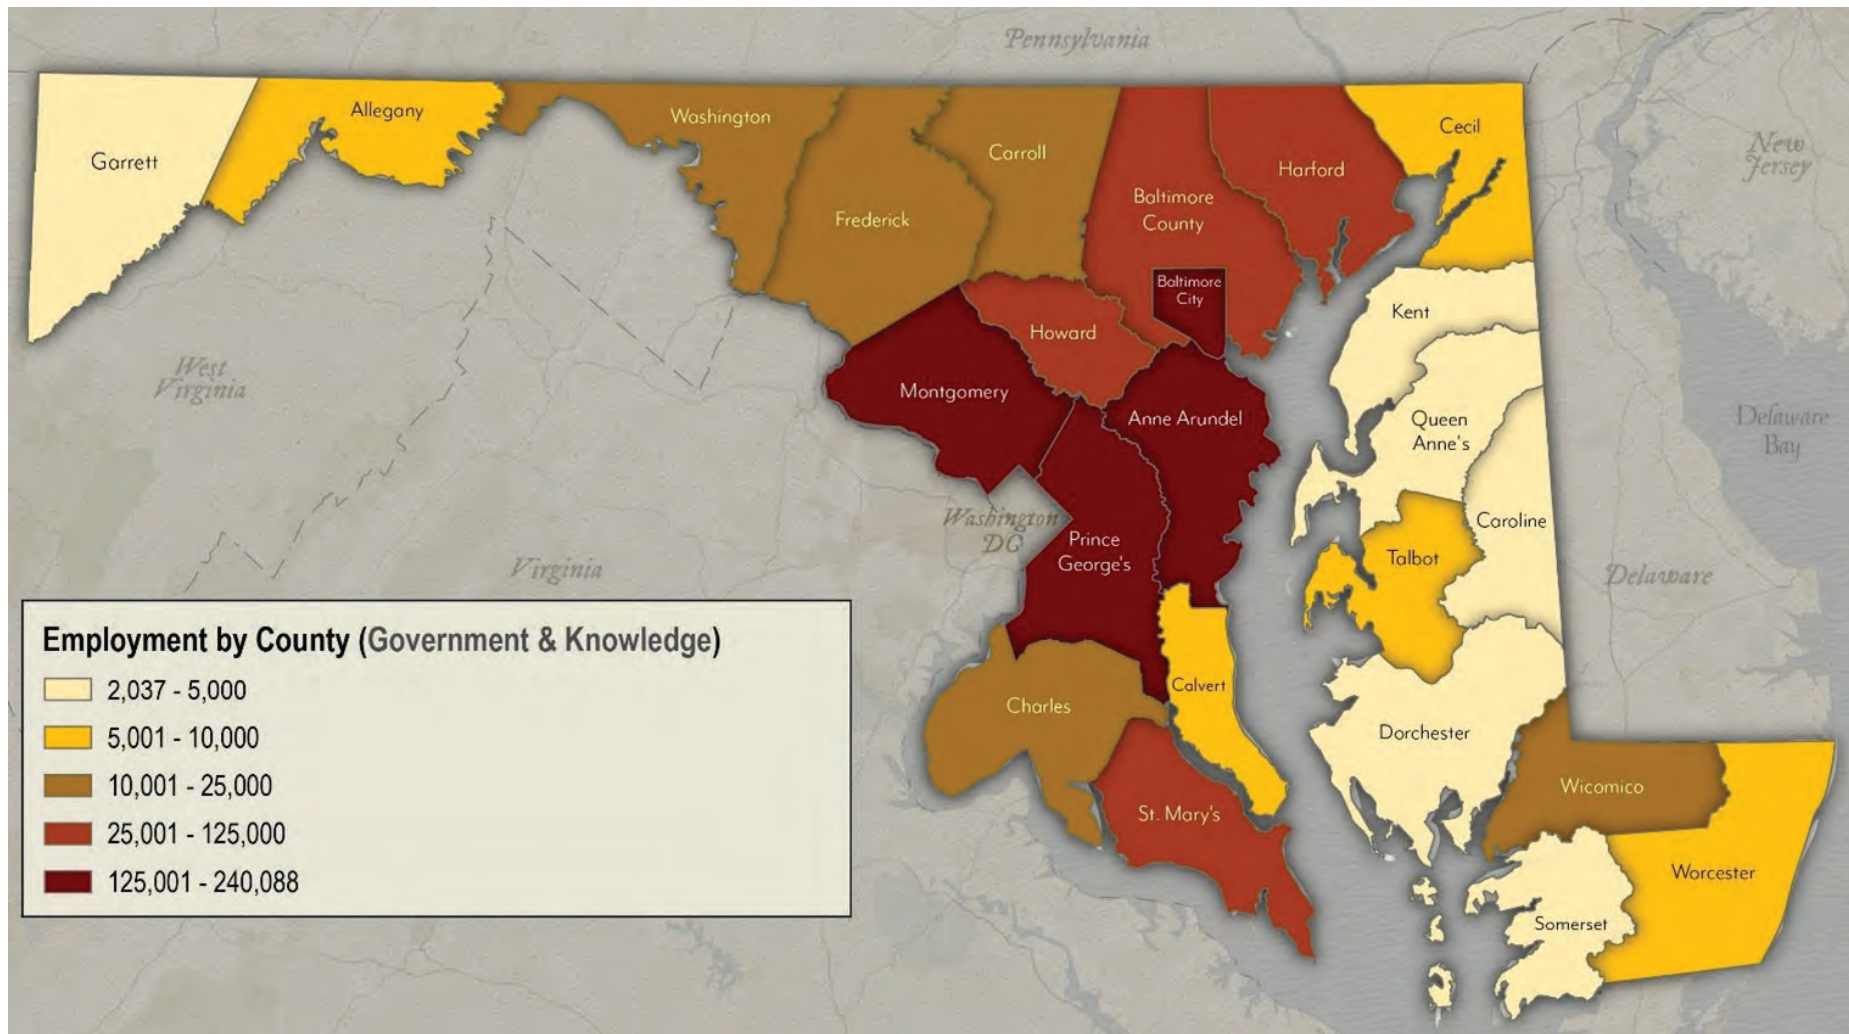 Pennsylvania
Garrett
Allegany
Washington
Frederick
Carroll
Baltimore
County
Harford
Cecil
New
Jersey
Baltimore
City
Kent
Howard
West
Virginia
Montgomery
Anne Arundel
Queen
Anne's
Delaware
Bay
Washington
DC
Caroline
Virginia
Prince
George's
Talbot
Delaware
Calvert
Charles
Dorchester
St. Mary's
Wicomico
Worcester
Somerset
Employment by County (Government & Knowledge)
2,037 - 5,000
5,001 - 10,000
10,001 - 25,000
25,001 - 125,000
125,001 - 240,088